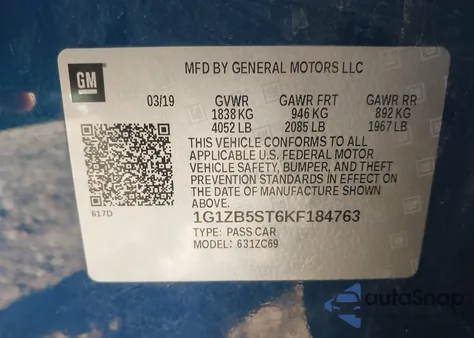 GM
MFD BY GENERAL MOTORS LLC
03/19 GVWR GAWR FRT GAWR RR
1838 KG 946 KG 892 KG
4052 LB 2085 LB 1967 LB
THIS VEHICLE CONFORMS TO ALL
APPLICABLE U.S. FEDERAL MOTOR
VEHICLE SAFETY, BUMPER, AND THEFT
PREVENTION STANDARDS IN EFFECT ON
THE DATE OF MANUFACTURE SHOWN
ABOVE.
617D
1G1ZB5ST6KF184763
TYPE: PASS CAR
MODEL: 631ZC69
autoSnap